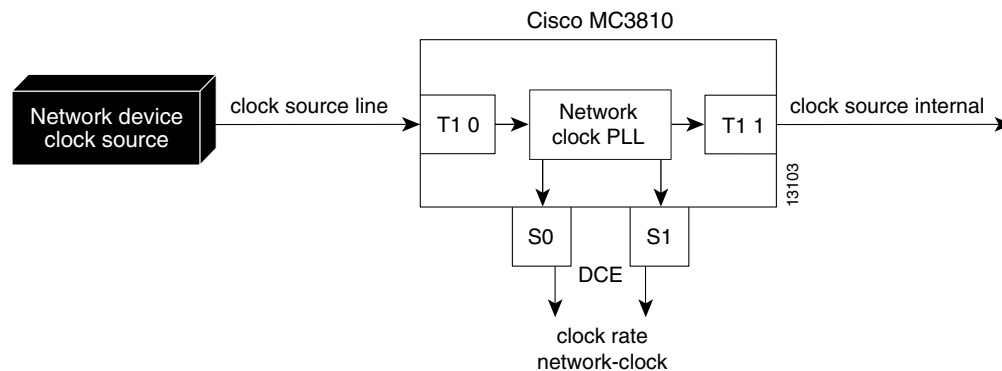 Cisco MC3810
Network device
clock source
clock source line
T1 0
Network
clock PLL
T1 1
clock source internal
13103
S0
S1
DCE
clock rate
network-clock